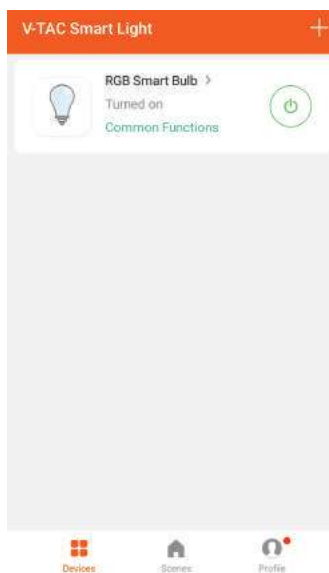 V-TAC Smart Light
RGB Smart Bulb
Turned on
Common Functions
Devices
Scenes
Profile